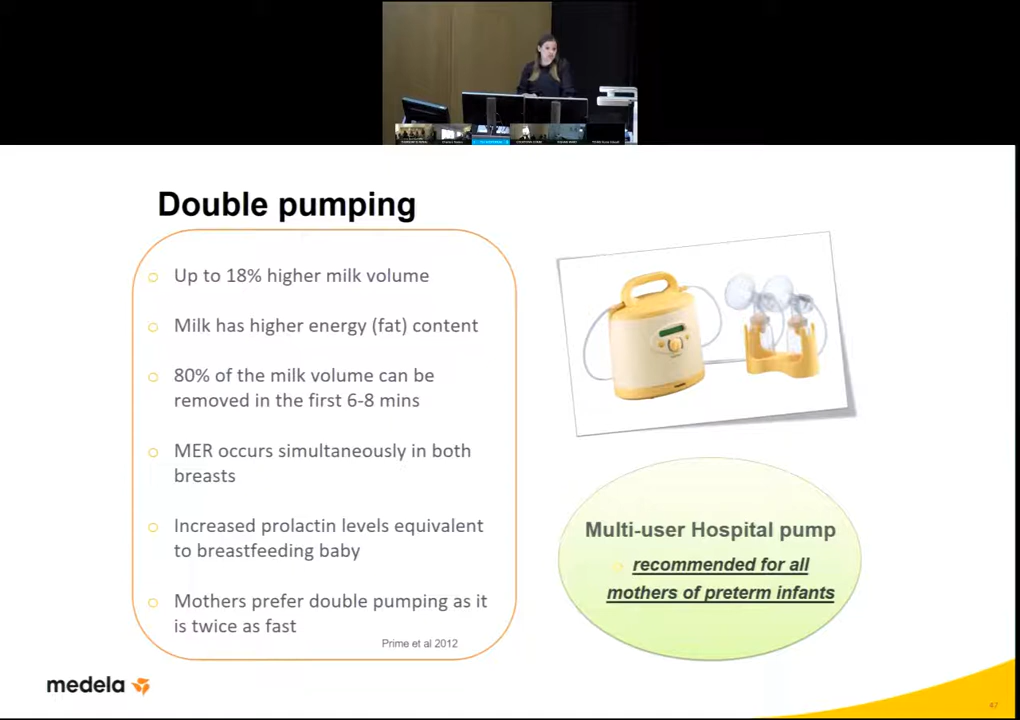 Double pumping
Up to 18% higher milk volume
Milk has higher energy (fat) content
80% of the milk volume can be
removed in the first 6-8 mins
MER occurs simultaneously in both
breasts
Increased prolactin levels equivalent
to breastfeeding baby
Mothers prefer double pumping as it
is twice as fast
Prime et al 2012
Multi-user Hospital pump
recommended for all
mothers of preterm infants
medela
47